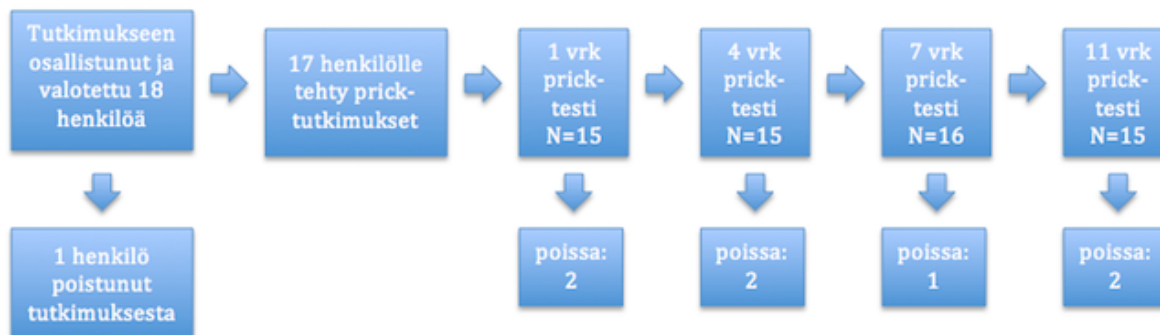 Tutkimukseen
osallistunut ja
valotettu 18
henkilöä
17 henkilölle
tehty prick-
tutkimukset
1 vrk
prick-
testi
N=15
4 vrk
prick-
testi
N=15
7 vrk
prick-
testi
N=16
11 vrk
prick-
testi
N=15
1 henkilö
poistunut
tutkimuksesta
poissa:
2
poissa:
2
poissa:
1
poissa:
2